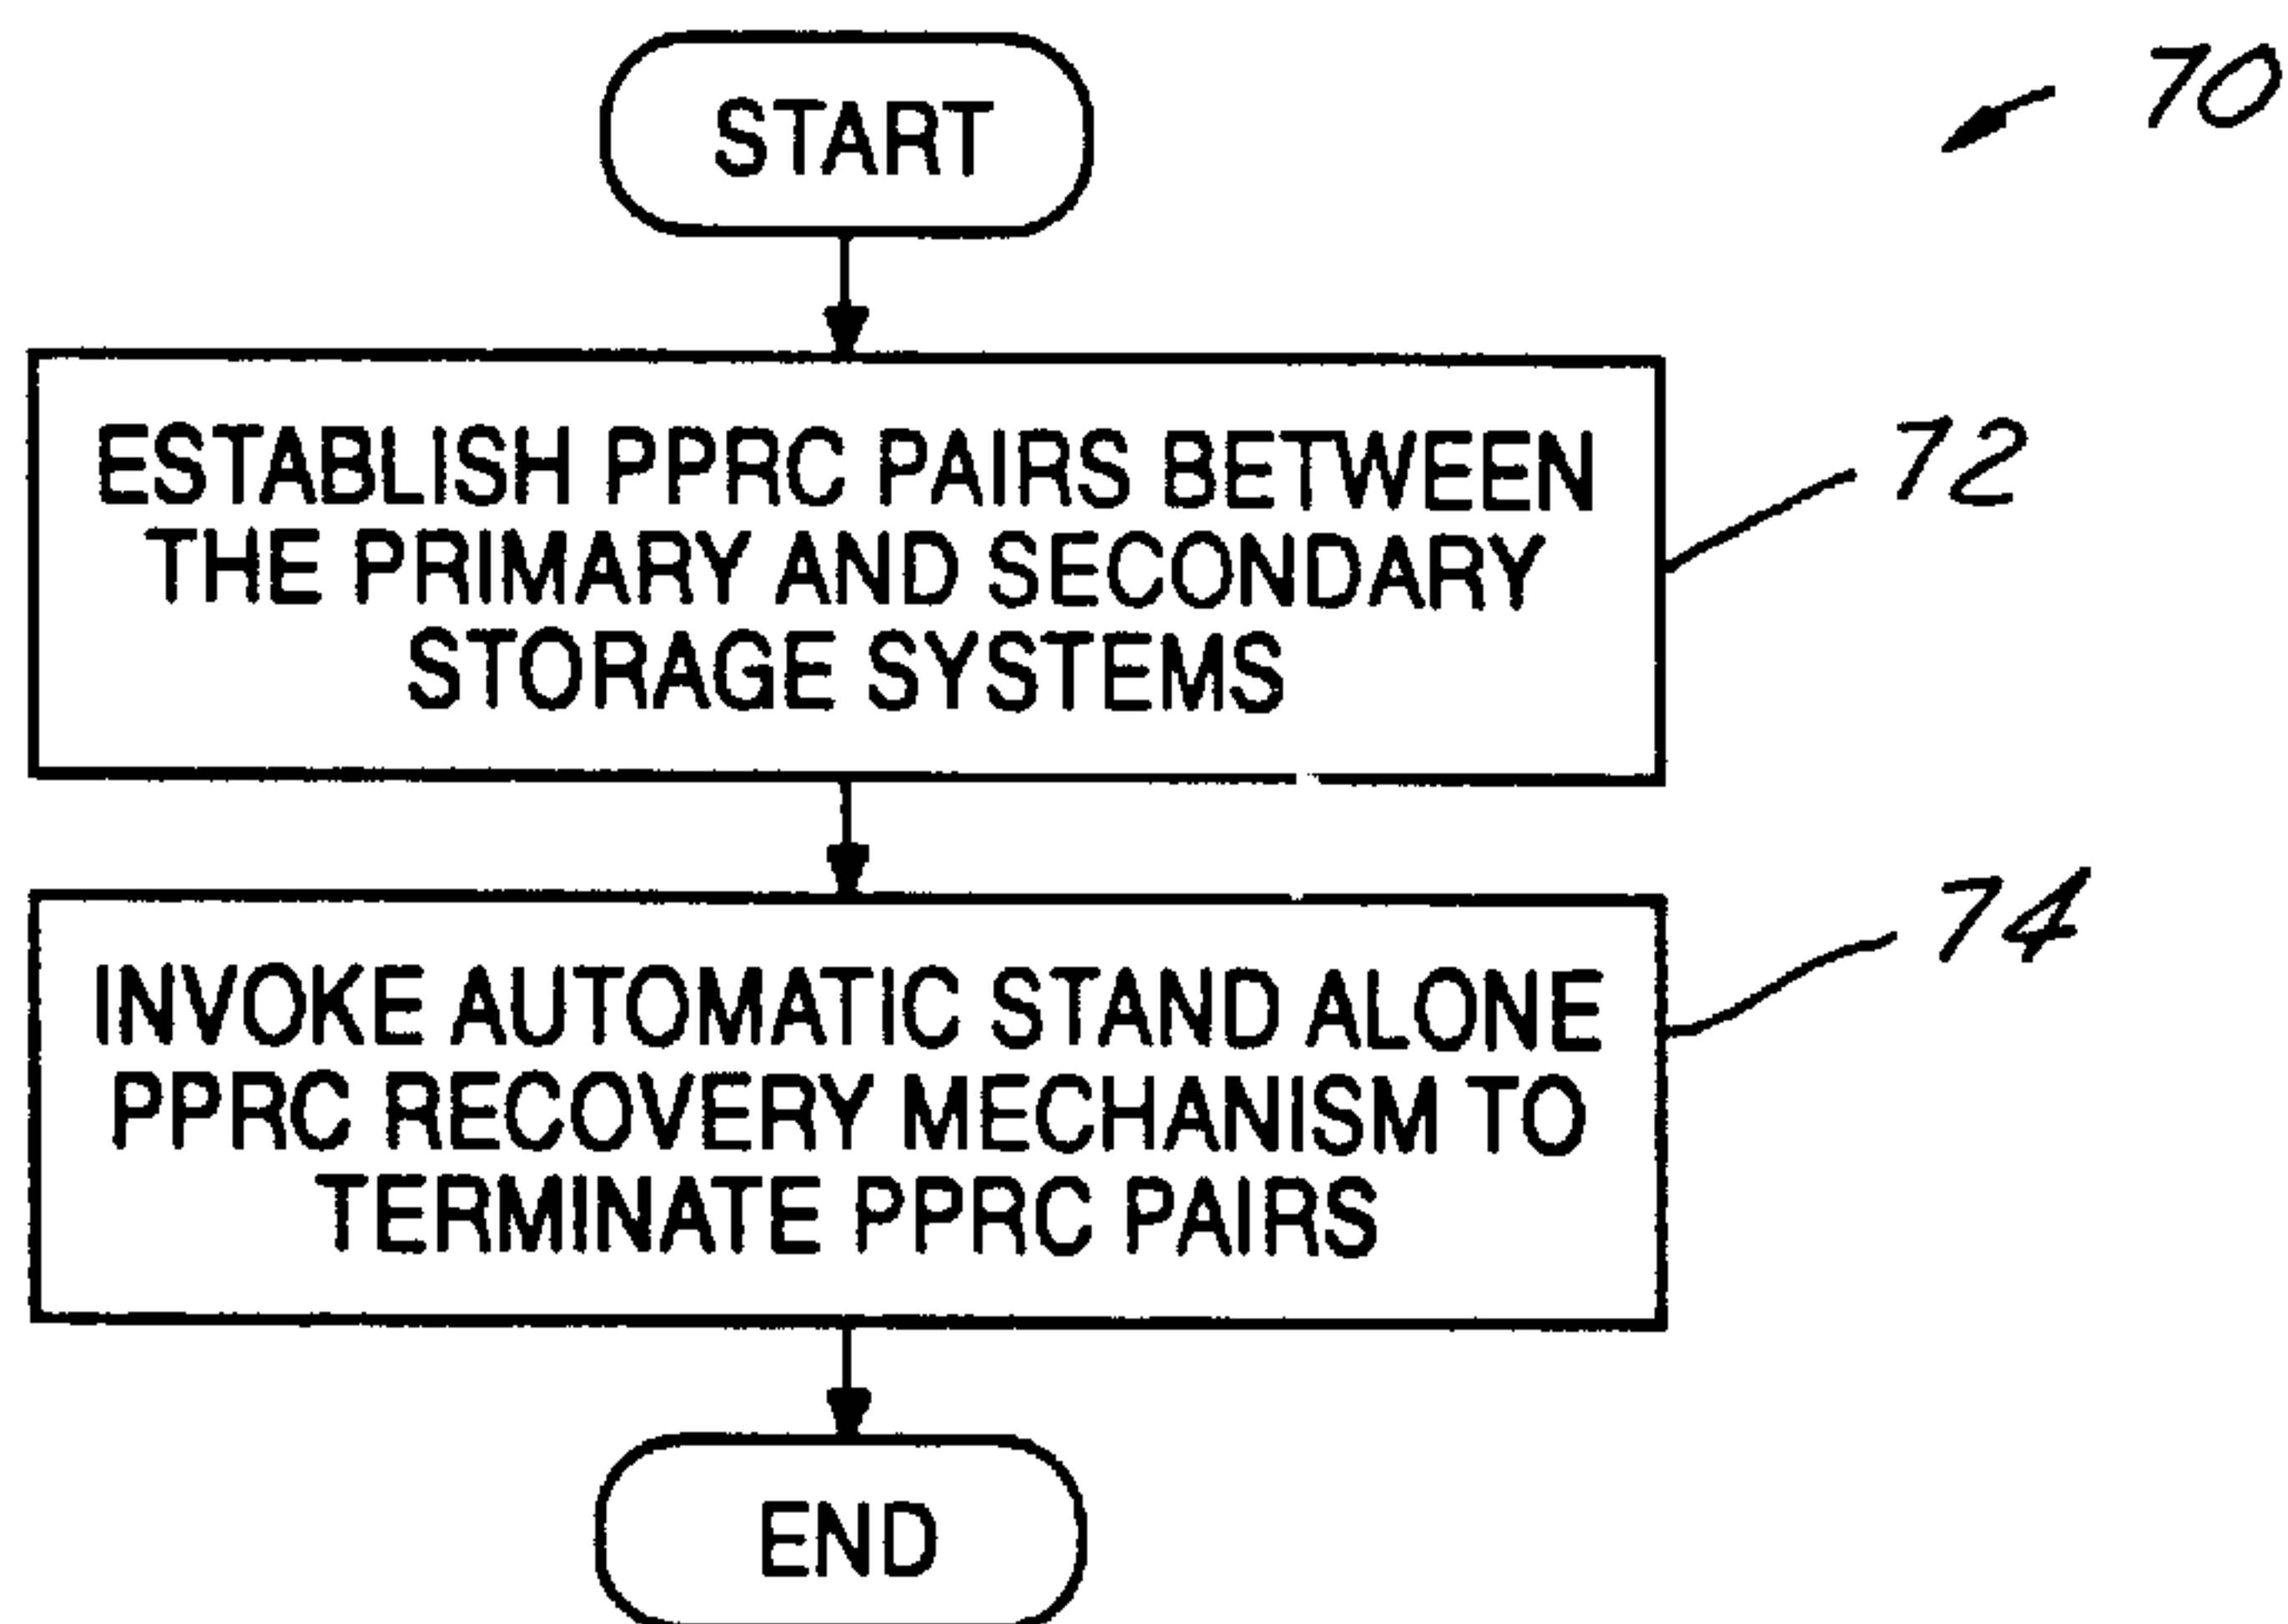 START
70
ESTABLISH PPRC PAIRS BETWEEN
THE PRIMARY AND SECONDARY
STORAGE SYSTEMS
72
INVOKE AUTOMATIC STAND ALONE
PPRC RECOVERY MECHANISM TO
TERMINATE PPRC PAIRS
74
END